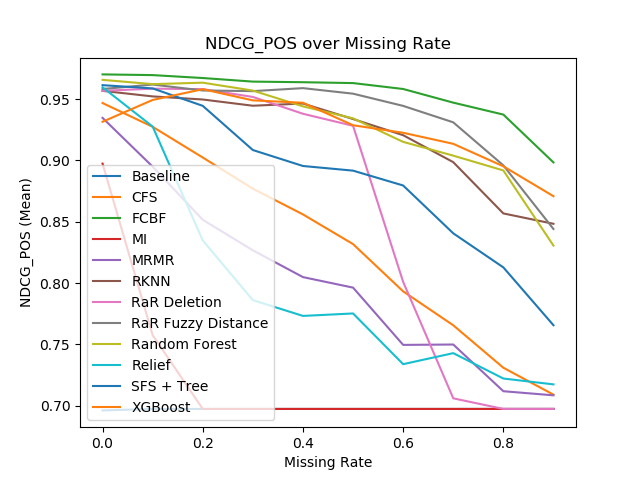 NDCG_POS over Missing Rate
NDCG_POS (Mean)
0.95
0.90
0.85
0.80
0.75
0.70
Baseline
CFS
FCBF
MI
MRMR
RKNN
RaR Deletion
RaR Fuzzy Distance
Random Forest
Relief
SFS + Tree
XGBoost
0.0
0.2
0.4
0.6
0.8
Missing Rate